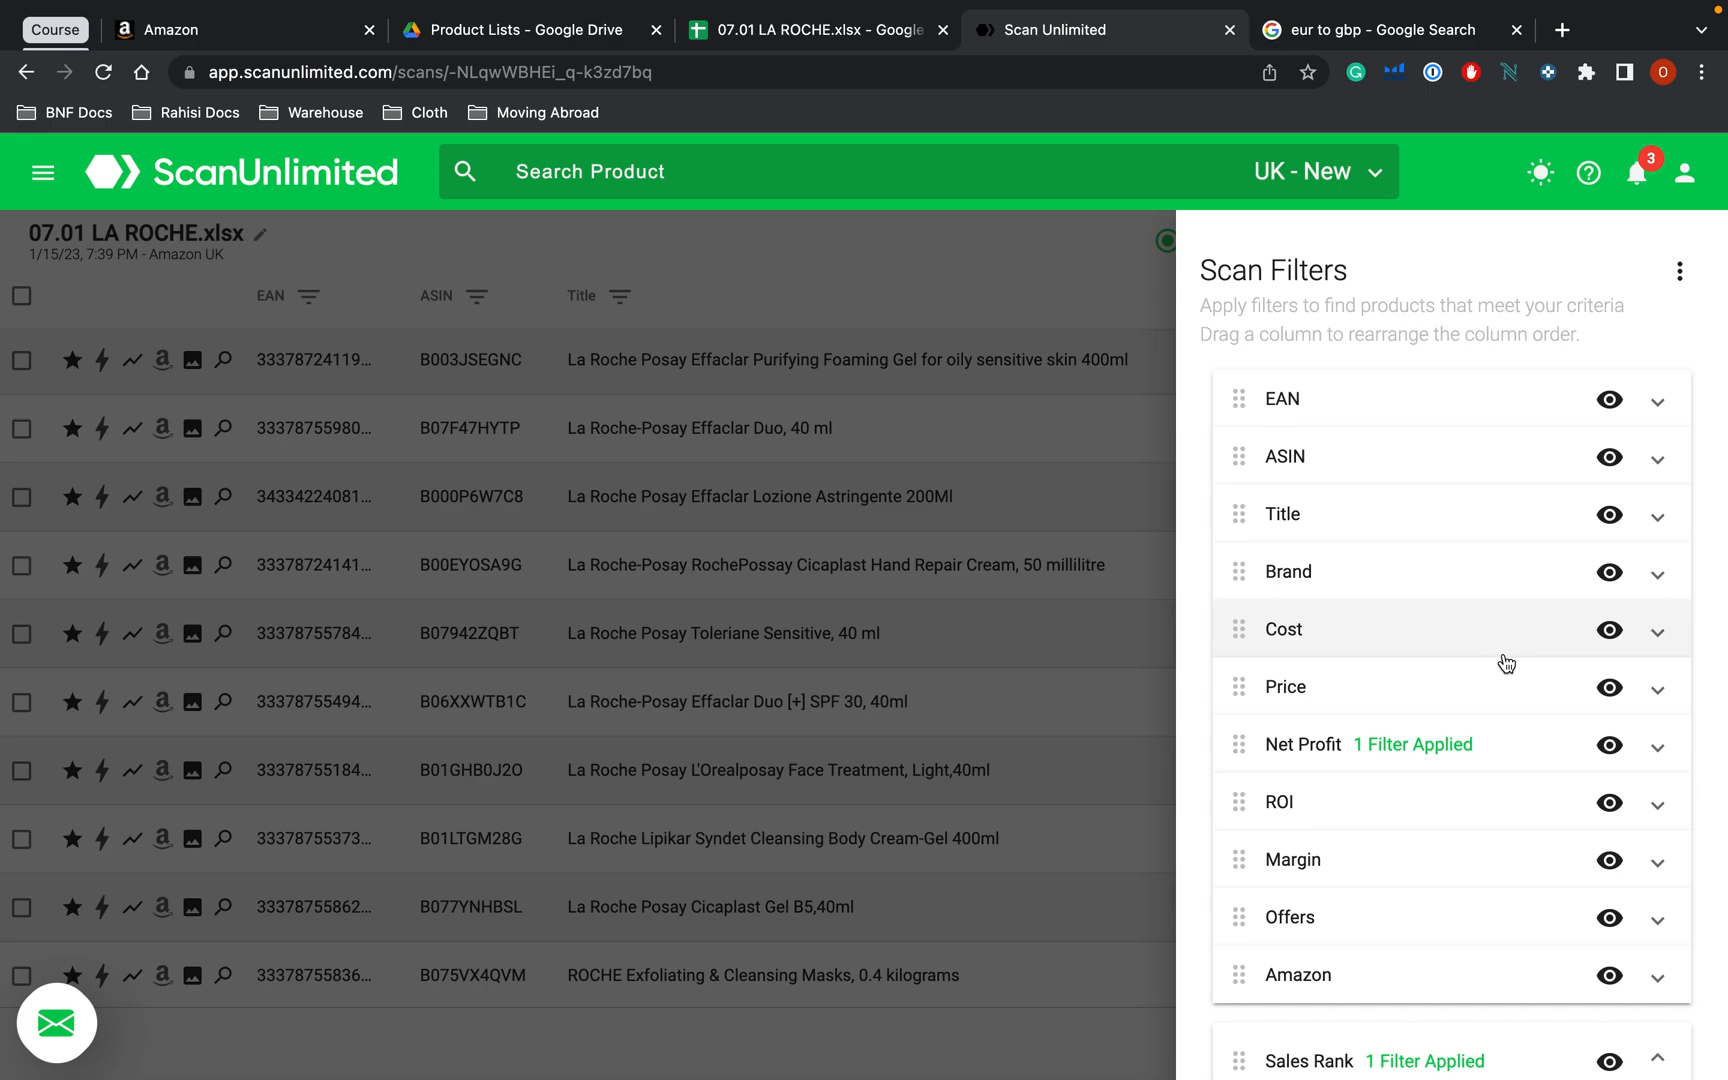 Course
Amazon
Product Lists - Google Drive
07.01 LA ROCHE.xlsx - Google
Scan Unlimited
eur to gbp - Google Search
app.scanunlimited.com/scans/-NLqwWBHEi_q-k3zd7bq
O
BNF Docs
Rahisi Docs
Warehouse
Cloth
Moving Abroad
ScanUnlimited
Search Product
UK - New
3
07.01 LA ROCHE.xlsx
1/15/23, 7:39 PM - Amazon UK
EAN ASIN Title
33378724119... B003JSEGNC La Roche Posay Effaclar Purifying Foaming Gel for oily sensitive skin 400ml
33378755980... B07F47HYTP La Roche-Posay Effaclar Duo, 40 ml
34334224081... B000P6W7C8 La Roche Posay Effaclar Lozione Astringente 200Ml
33378724141... B00EYOSA9G La Roche-Posay RochePossay Cicaplast Hand Repair Cream, 50 millilitre
33378755784... B07942ZQBT La Roche Posay Toleriane Sensitive, 40 ml
33378755494... B06XXWTB1C La Roche-Posay Effaclar Duo [+] SPF 30, 40ml
33378755184... B01GHB0J2O La Roche Posay L'Orealposay Face Treatment, Light,40ml
33378755373... B01LTGM28G La Roche Lipikar Syndet Cleansing Body Cream-Gel 400ml
33378755862... B077YNHBSL La Roche Posay Cicaplast Gel B5,40ml
33378755836... B075VX4QVM ROCHE Exfoliating & Cleansing Masks, 0.4 kilograms
Scan Filters
Apply filters to find products that meet your criteria
Drag a column to rearrange the column order.
EAN
ASIN
Title
Brand
Cost
Price
Net Profit 1 Filter Applied
ROI
Margin
Offers
Amazon
Sales Rank 1 Filter Applied